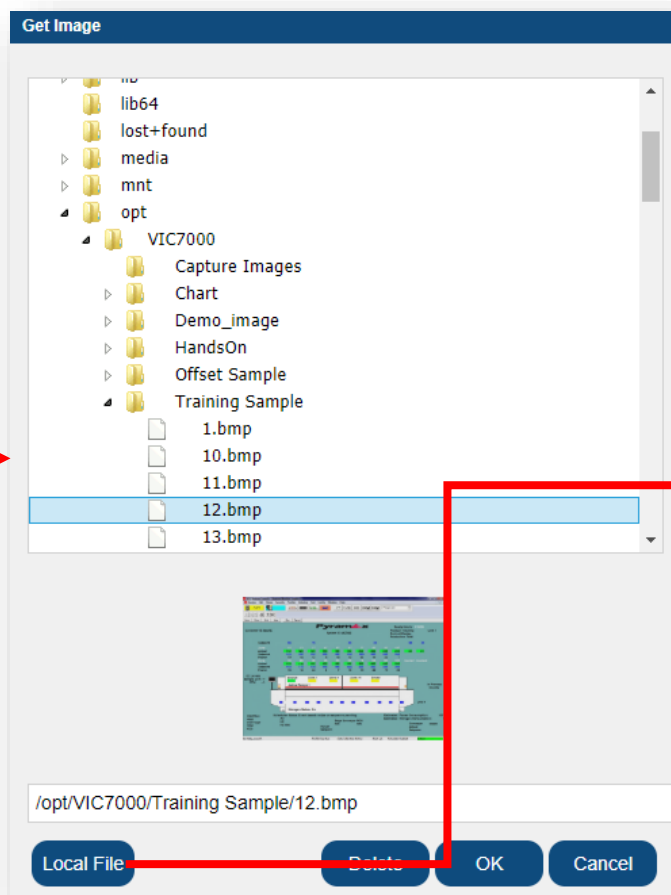 Get Image
lib
lib64
lost+found
media
mnt
opt
VIC7000
Capture Images
Chart
Demo_image
HandsOn
Offset Sample
Training Sample
1.bmp
10.bmp
11.bmp
12.bmp
13.bmp
Pyramax
/opt/VIC7000/Training Sample/12.bmp
Local File
Delete
OK
Cancel